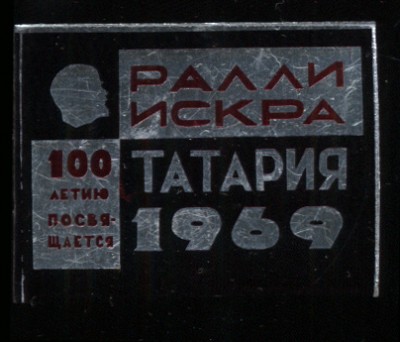 РАЛЛИ
ИСКРА
100
ЛЕТИЮ
ПОСВЯ-
ЩАЕТСЯ
ТАТАРИЯ
1969